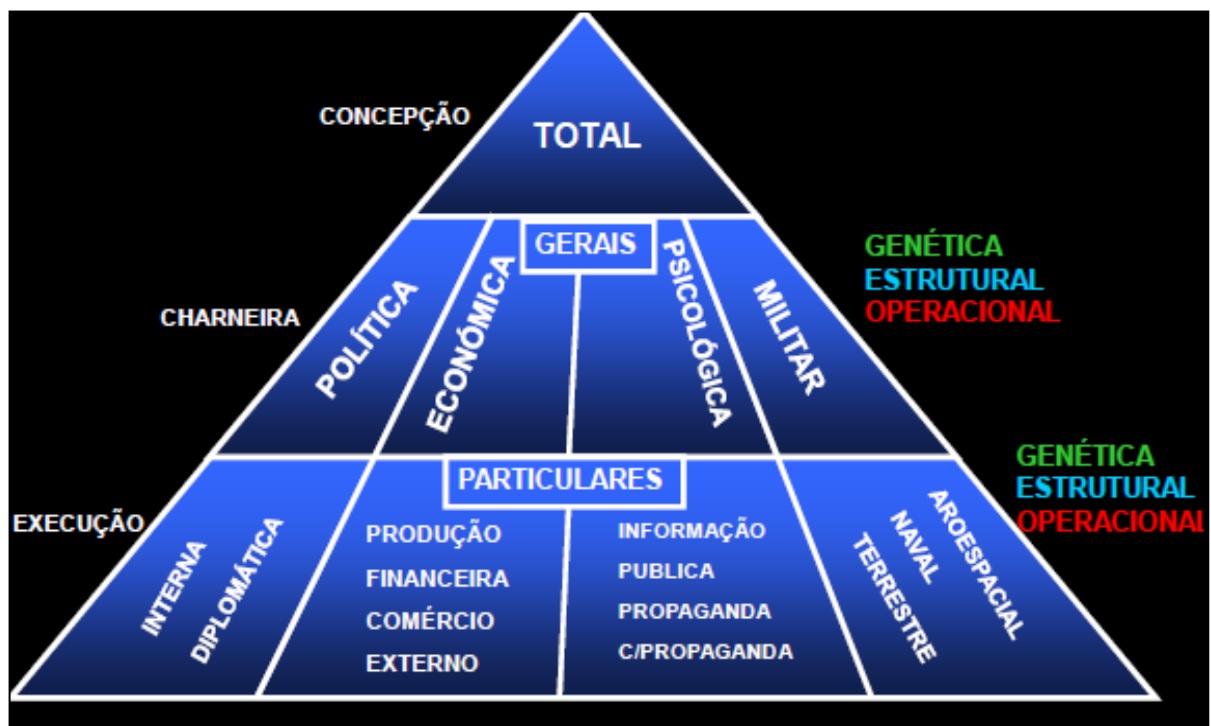 CONCEPÇÃO
TOTAL
GERAIS
CHARNEIRA
POLÍTICA
ECONÓMICA
PSICOLÓGICA
MILITAR
GENÉTICA
ESTRUTURAL
OPERACIONAL
PARTICULARES
EXECUÇÃO
INTERNA
DIPLOMÁTICA
PRODUÇÃO
FINANCEIRA
COMÉRCIO
EXTERNO
INFORMAÇÃO
PUBLICA
PROPAGANDA
C/PROPAGANDA
TERRESTRE
NAVAL
AROESPACIAL
GENÉTICA
ESTRUTURAL
OPERACIONAL